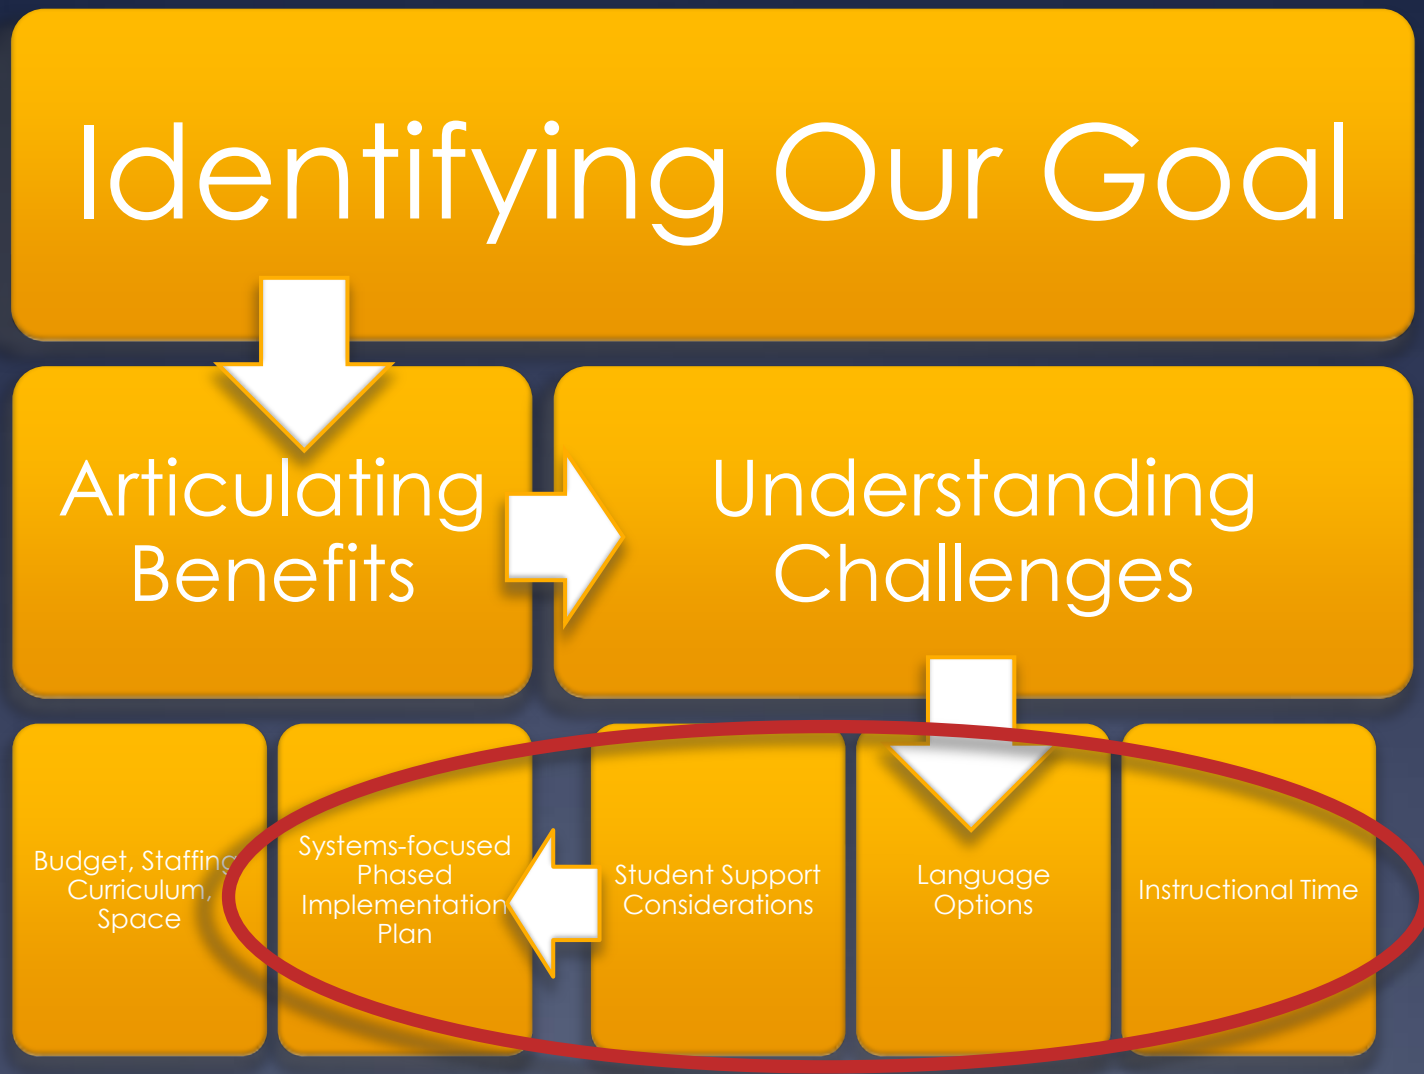 Identifying Our Goal
Articulating
Benefits
Understanding
Challenges
Budget, Staffing,
Curriculum,
Space
Systems-focused
Phased
Implementation
Plan
Student Support
Considerations
Language
Options
Instructional Time